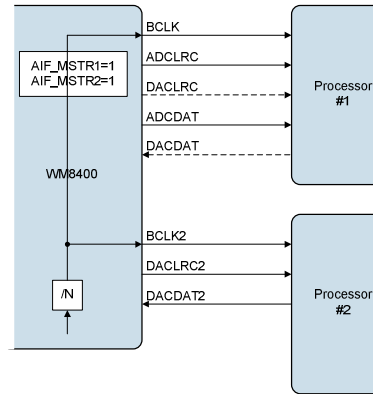 BCLK
ADCLRC
AIF_MSTR1=1
AIF_MSTR2=1
DACLRC
Processor
#1
ADCDAT
DACDAT
WM8400
BCLK2
DACLRC2
/N
DACDAT2
Processor
#2